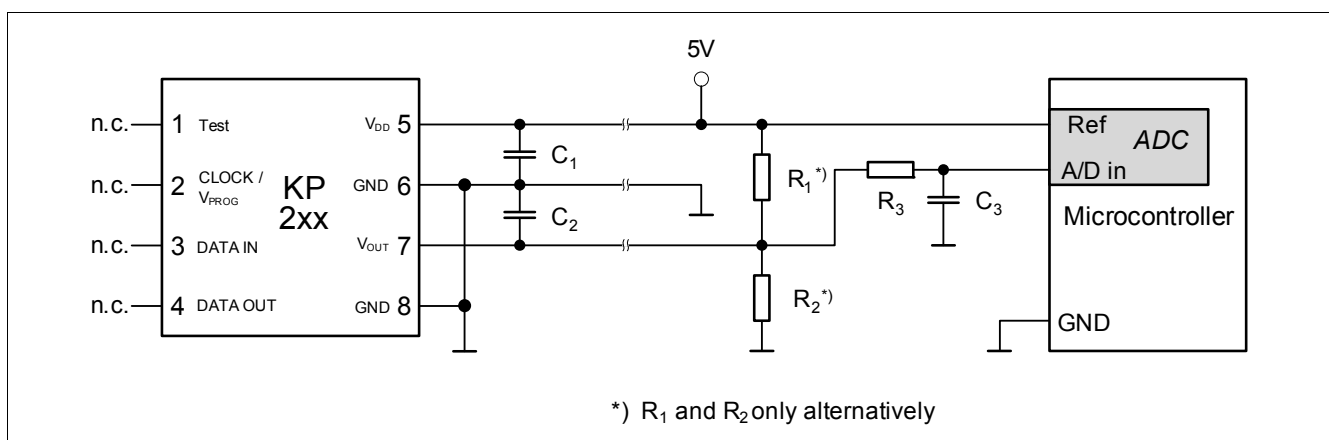 5V
n.c. 1 Test V_DD 5
n.c. 2 CLOCK / V_PROG GND 6
n.c. 3 DATA IN V_OUT 7
n.c. 4 DATA OUT GND 8
KP
2xx
C₁
C₂
R₁*)
R₂*)
R₃
C₃
Ref
ADC
A/D in
Microcontroller
GND
*) R₁ and R₂ only alternatively